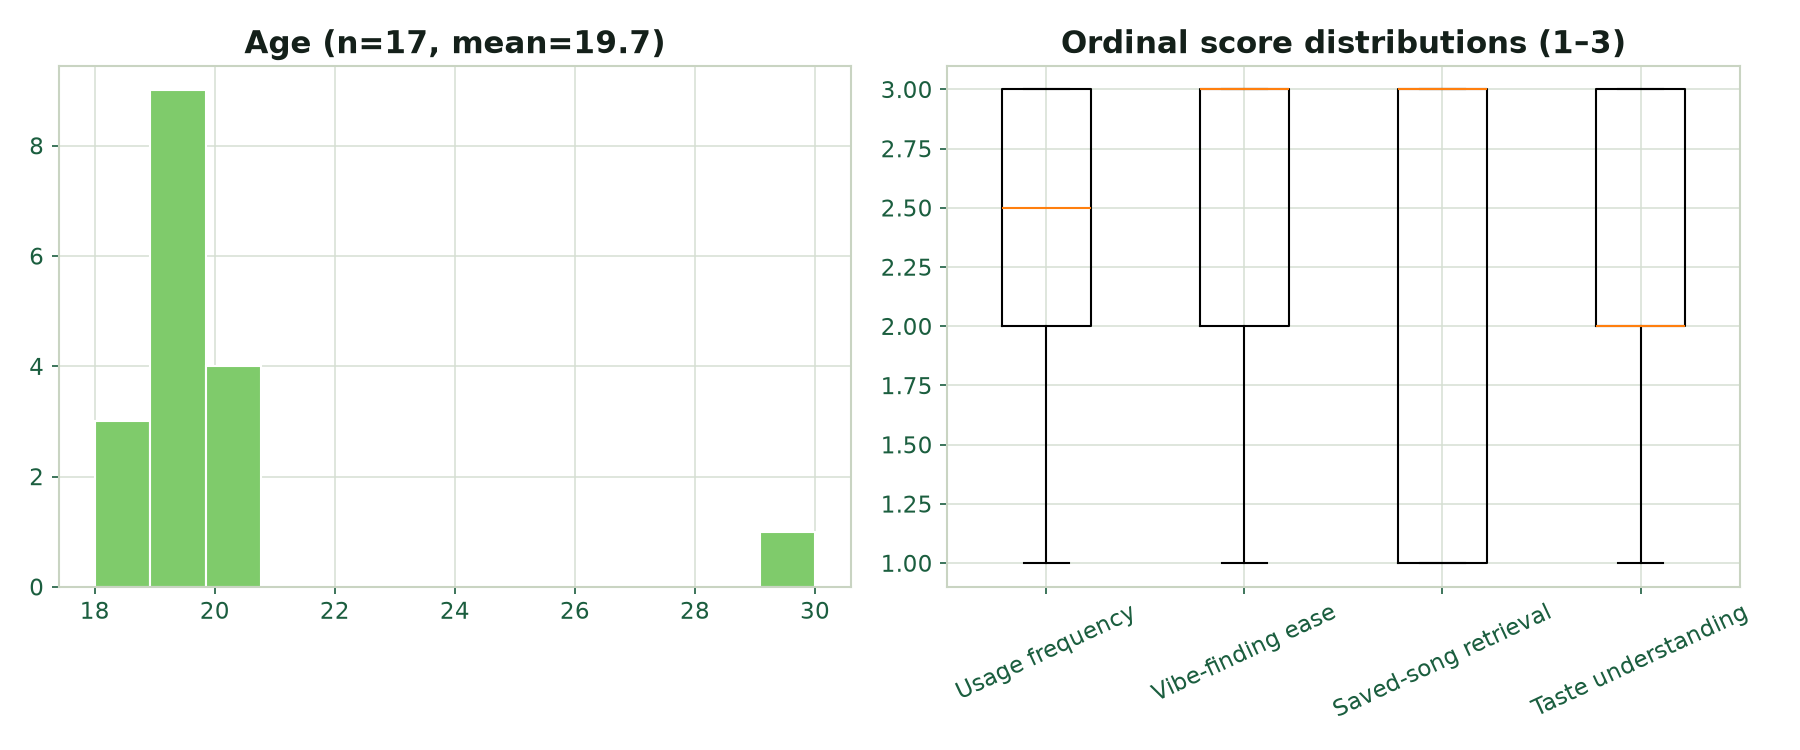 Age (n=17, mean=19.7)
8
6
4
2
0
18 20 22 24 26 28 30
Ordinal score distributions (1–3)
3.00
2.75
2.50
2.25
2.00
1.75
1.50
1.25
1.00
Usage frequency
Vibe-finding ease
Saved-song retrieval
Taste understanding